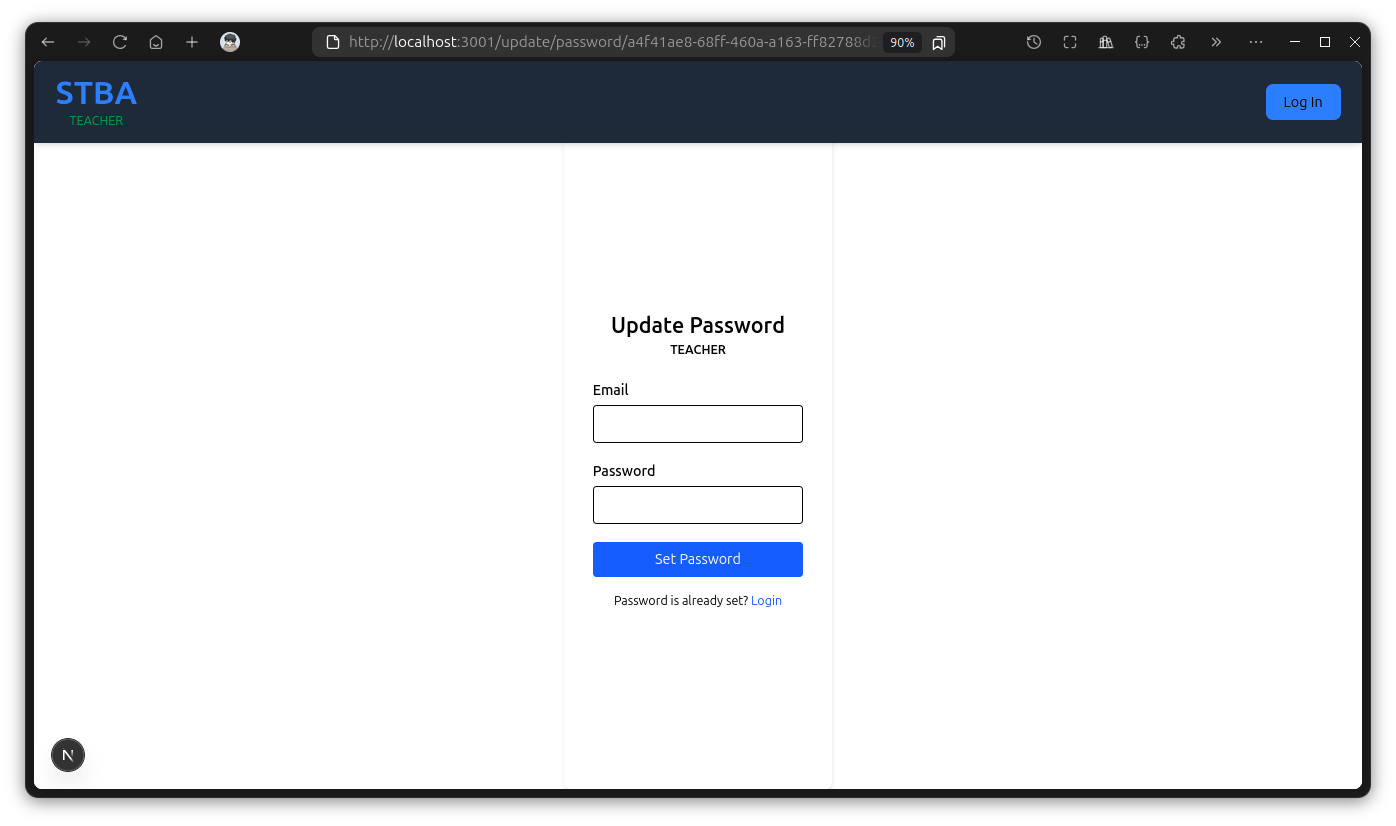 http://localhost:3001/update/password/a4f41ae8-68ff-460a-a163-ff82788d
90%
STBA
TEACHER
Log In
Update Password
TEACHER
Email
Password
Set Password
Password is already set? Login
N